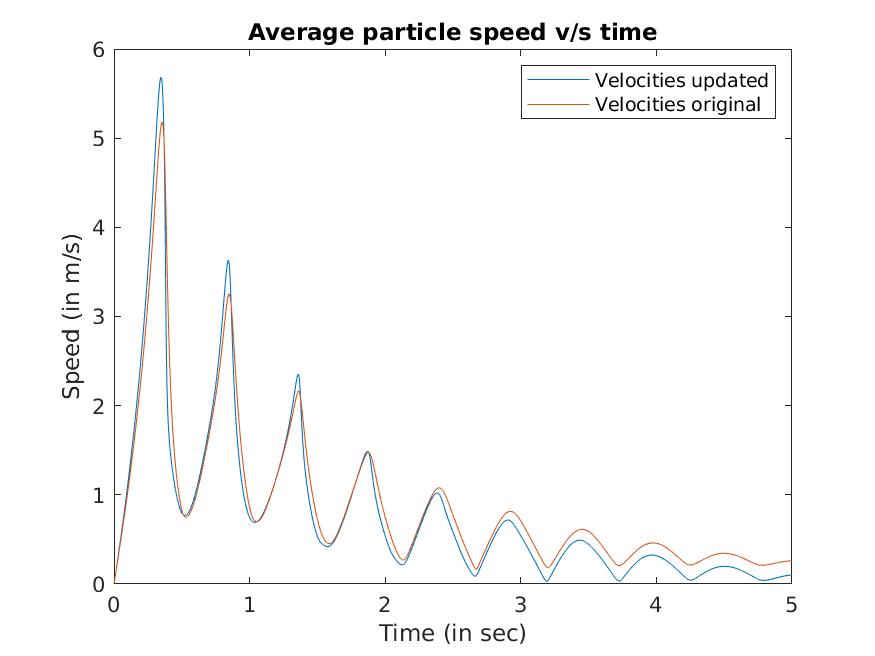 Average particle speed v/s time
Velocities updated
Velocities original
Speed (in m/s)
6
5
4
3
2
1
0
0 1 2 3 4 5
Time (in sec)